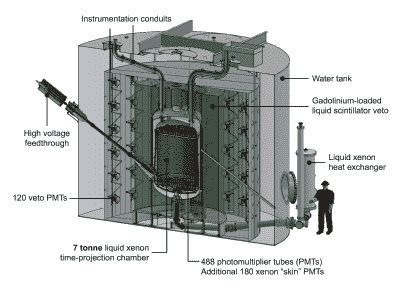 Instrumentation conduits
Water tank
Gadolinium-loaded
liquid scintillator veto
High voltage
feedthrough
Liquid xenon
heat exchanger
120 veto PMTs
7 tonne liquid xenon
time-projection chamber
488 photomultiplier tubes (PMTs)
Additional 180 xenon "skin" PMTs